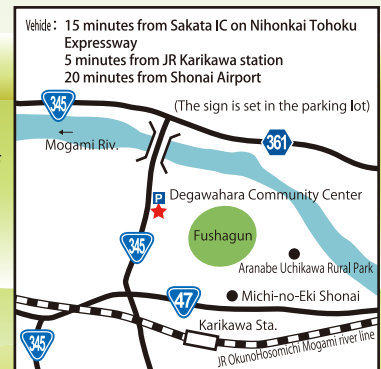 Vehide: 15 minutes from Sakata IC on Nihonkai Tohoku
Expressway
5 minutes from JR Karikawa station
20 minutes from Shonai Airport
345
(The sign is set in the parking lot)
Mogami Riv.
361
P
Degawahara Community Center
Fushagun
345
Aranabe Uchikawa Rural Park
47
Michi-no-Eki Shonai
Karikawa Sta.
345
JR OkunoHosomichi Mogami river line